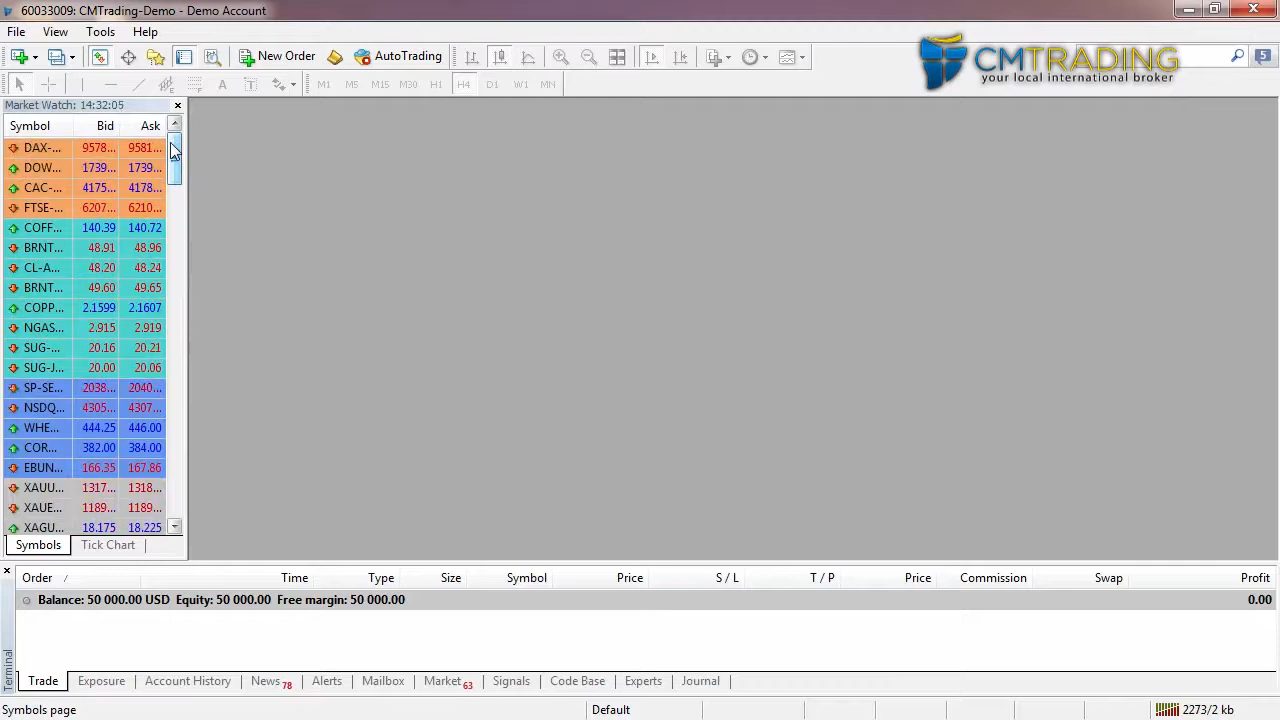 60033009: CMTrading-Demo - Demo Account
File View Tools Help
New Order AutoTrading
CMTRADING
your local international broker
5
M1 M5 M15 M30 H1 H4 D1 W1 MN
Market Watch: 14:32:05
Symbol Bid Ask
DAX-... 9578... 9581...
DOW... 1739... 1739...
CAC-... 4175... 4178...
FTSE-... 6207... 6210...
COFF... 140.39 140.72
BRNT... 48.91 48.96
CL-A... 48.20 48.24
BRNT... 49.60 49.65
COPP... 2.1599 2.1607
NGAS... 2.915 2.919
SUG-... 20.16 20.21
SUG-J... 20.00 20.06
SP-SE... 2038... 2040...
NSDQ... 4305... 4307...
WHE... 444.25 446.00
COR... 382.00 384.00
EBUN... 166.35 167.86
XAUU... 1317... 1318...
XAUE... 1189... 1189...
XAGU... 18.175 18.225
Symbols Tick Chart
Order / Time Type Size Symbol Price S / L T / P Price Commission Swap Profit
Balance: 50 000.00 USD Equity: 50 000.00 Free margin: 50 000.00 0.00
Terminal
Trade Exposure Account History News 78 Alerts Mailbox Market 63 Signals Code Base Experts Journal
Symbols page Default 2273/2 kb